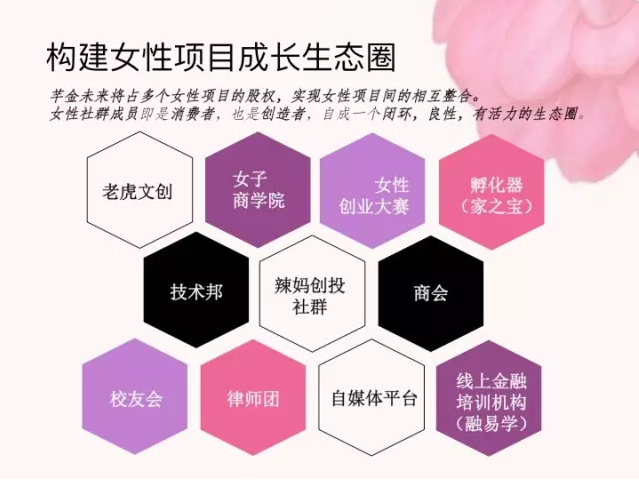 构建女性项目成长生态圈
芊金未来将占多个女性项目的股权，实现女性项目间的相互整合。
女性社群成员即是消费者，也是创造者，自成一个闭环，良性，有活力的生态圈。
老虎文创
女子
商学院
女性
创业大赛
孵化器
（家之宝）
技术邦
辣妈创投
社群
商会
校友会
律师团
自媒体平台
线上金融
培训机构
（融易学）